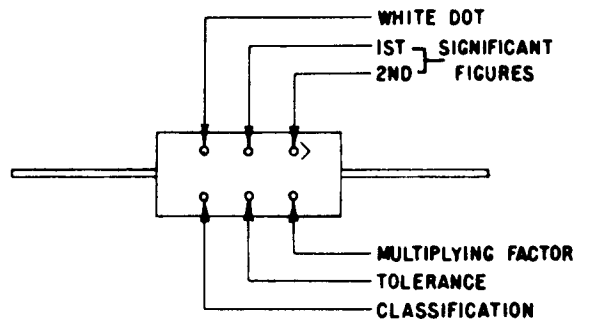 WHITE DOT
1ST SIGNIFICANT
2ND FIGURES
MULTIPLYING FACTOR
TOLERANCE
CLASSIFICATION